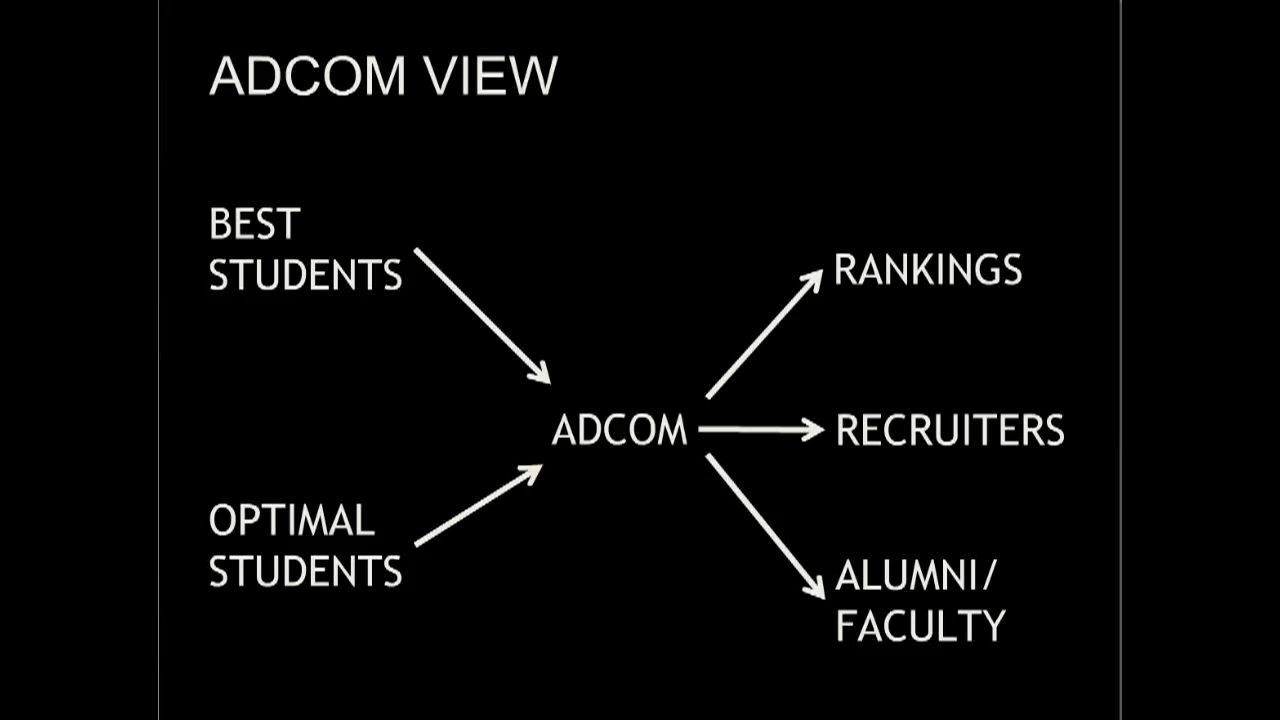 ADCOM VIEW
BEST
STUDENTS
RANKINGS
ADCOM
RECRUITERS
OPTIMAL
STUDENTS
ALUMNI/
FACULTY